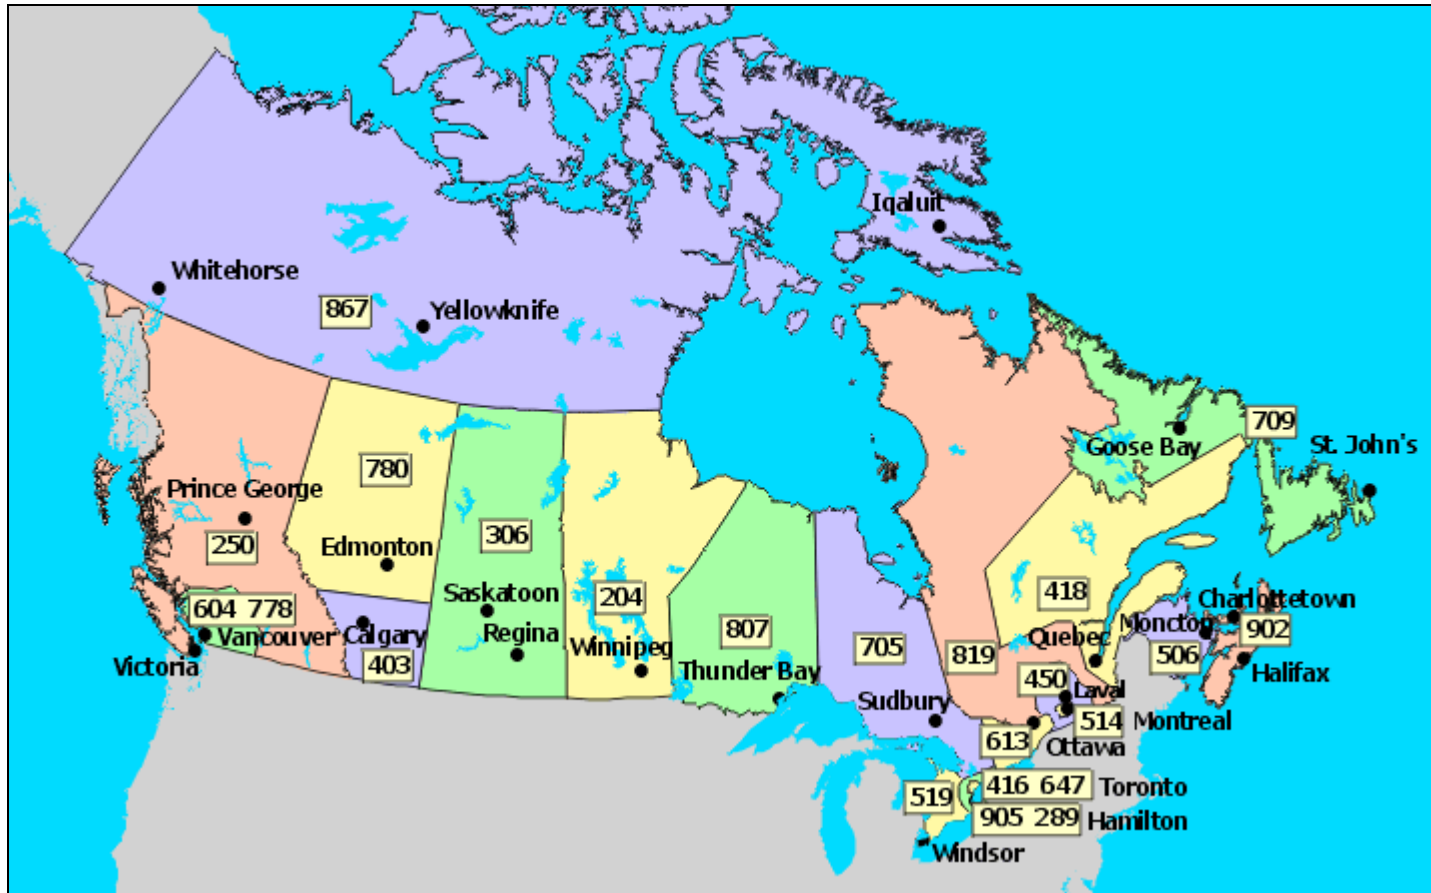 Iqaluit
Whitehorse
867
Yellowknife
709
St. John's
Goose Bay
780
Prince George
250
Edmonton
306
Saskatoon
204
418
604 778
Vancouver
Calgary
Regina
Winnipeg
807
Quebec
Moncton
Charlottetown
902
Victoria
403
Thunder Bay
705
819
506
Halifax
450
Laval
Sudbury
514
Montreal
613
Ottawa
416 647
Toronto
519
905 289
Hamilton
Windsor